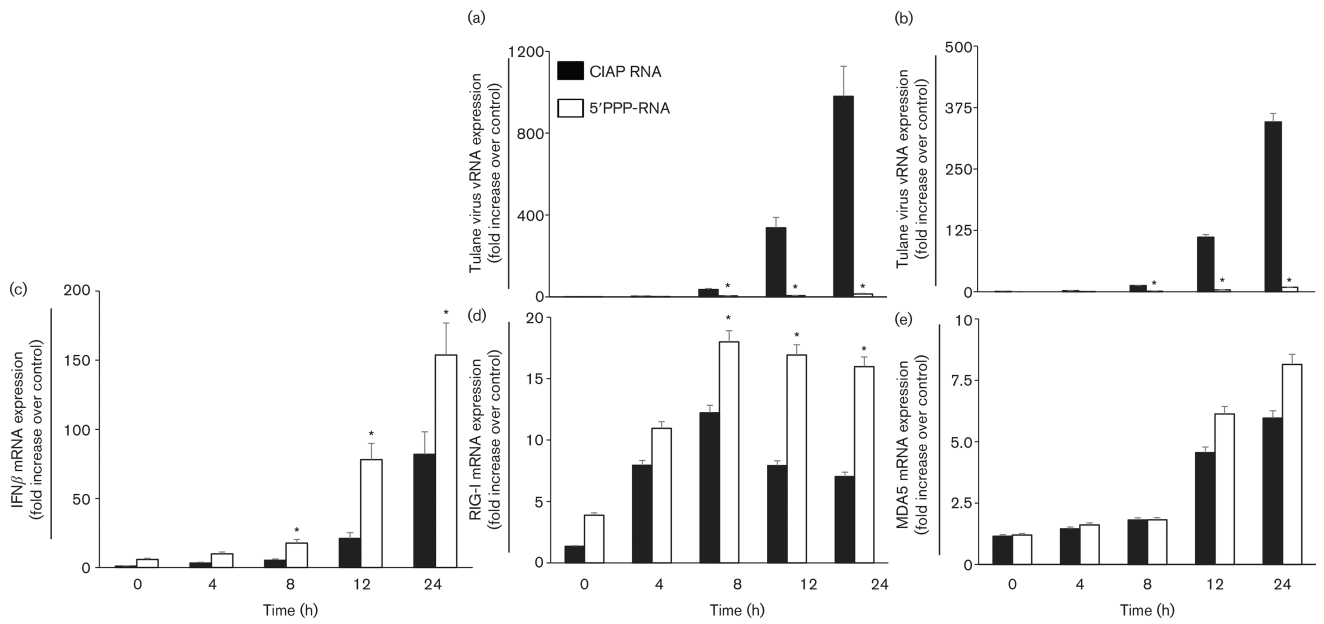 (a)
Tulane virus vRNA expression
(fold increase over control)
1200
800
400
0
CIAP RNA
5′PPP-RNA
*
*
*
(b)
Tulane virus vRNA expression
(fold increase over control)
500
375
250
125
0
*
*
*
(c)
IFNβ mRNA expression
(fold increase over control)
200
150
100
50
0
*
*
*
0 4 8 12 24
Time (h)
(d)
RIG-I mRNA expression
(fold increase over control)
20
15
10
5
0
*
*
*
0 4 8 12 24
Time (h)
(e)
MDA5 mRNA expression
(fold increase over control)
10
7.5
5.0
2.5
0
0 4 8 12 24
Time (h)